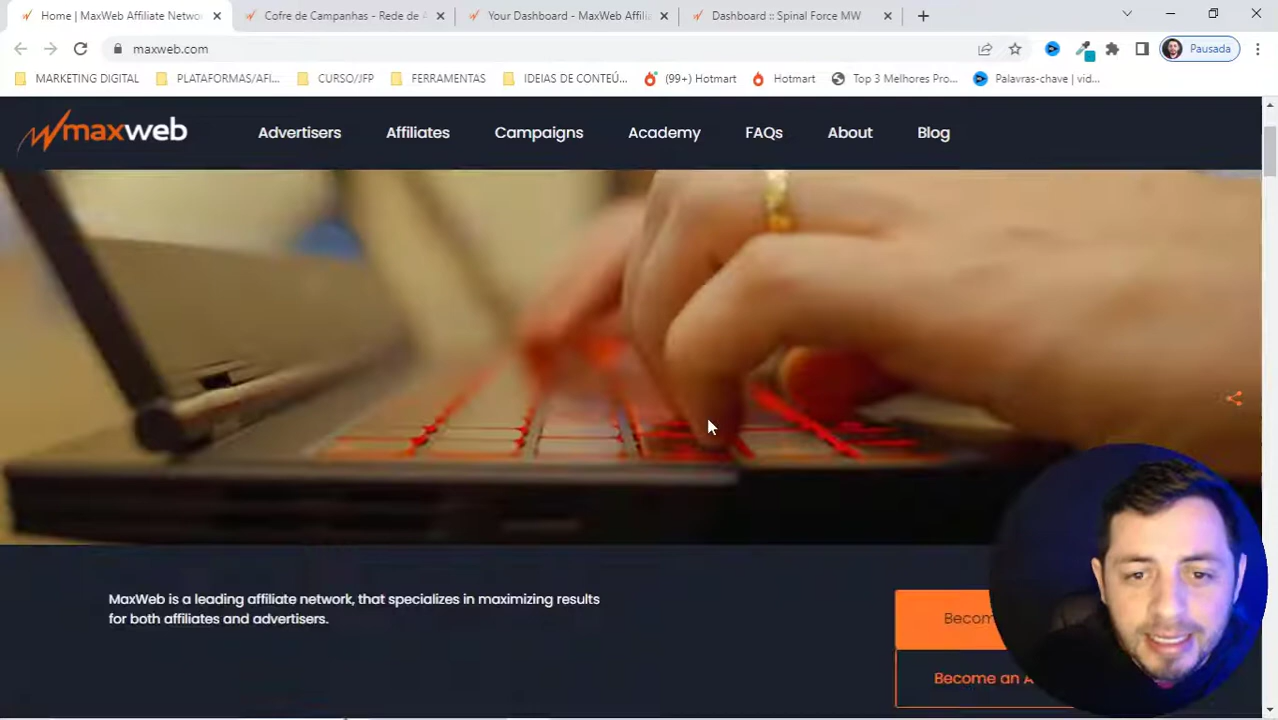 Home | MaxWeb Affiliate Networ
Cofre de Campanhas - Rede de A
Your Dashboard - MaxWeb Affili
Dashboard :: Spinal Force MW
maxweb.com
Pausada
MARKETING DIGITAL
PLATAFORMAS/AFI...
CURSO/JFP
FERRAMENTAS
IDEIAS DE CONTEÚ...
(99+) Hotmart
Hotmart
Top 3 Melhores Pro...
Palavras-chave | vid...
maxweb
Advertisers
Affiliates
Campaigns
Academy
FAQs
About
Blog
MaxWeb is a leading affiliate network, that specializes in maximizing results
for both affiliates and advertisers.
Becom
Become an A